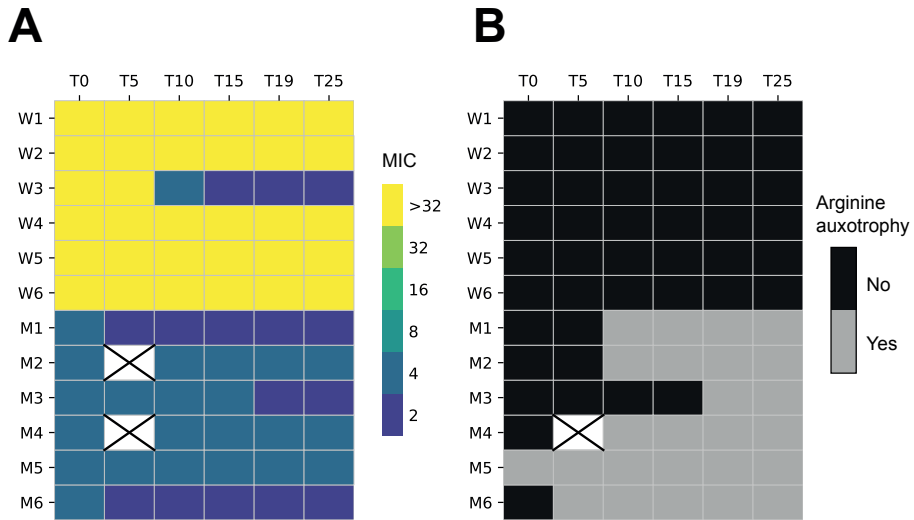 A
B
T0 T5 T10 T15 T19 T25
T0 T5 T10 T15 T19 T25
W1
W2
W3
W4
W5
W6
M1
M2
M3
M4
M5
M6
MIC
>32
32
16
8
4
2
W1
W2
W3
W4
W5
W6
M1
M2
M3
M4
M5
M6
Arginine
auxotrophy
No
Yes